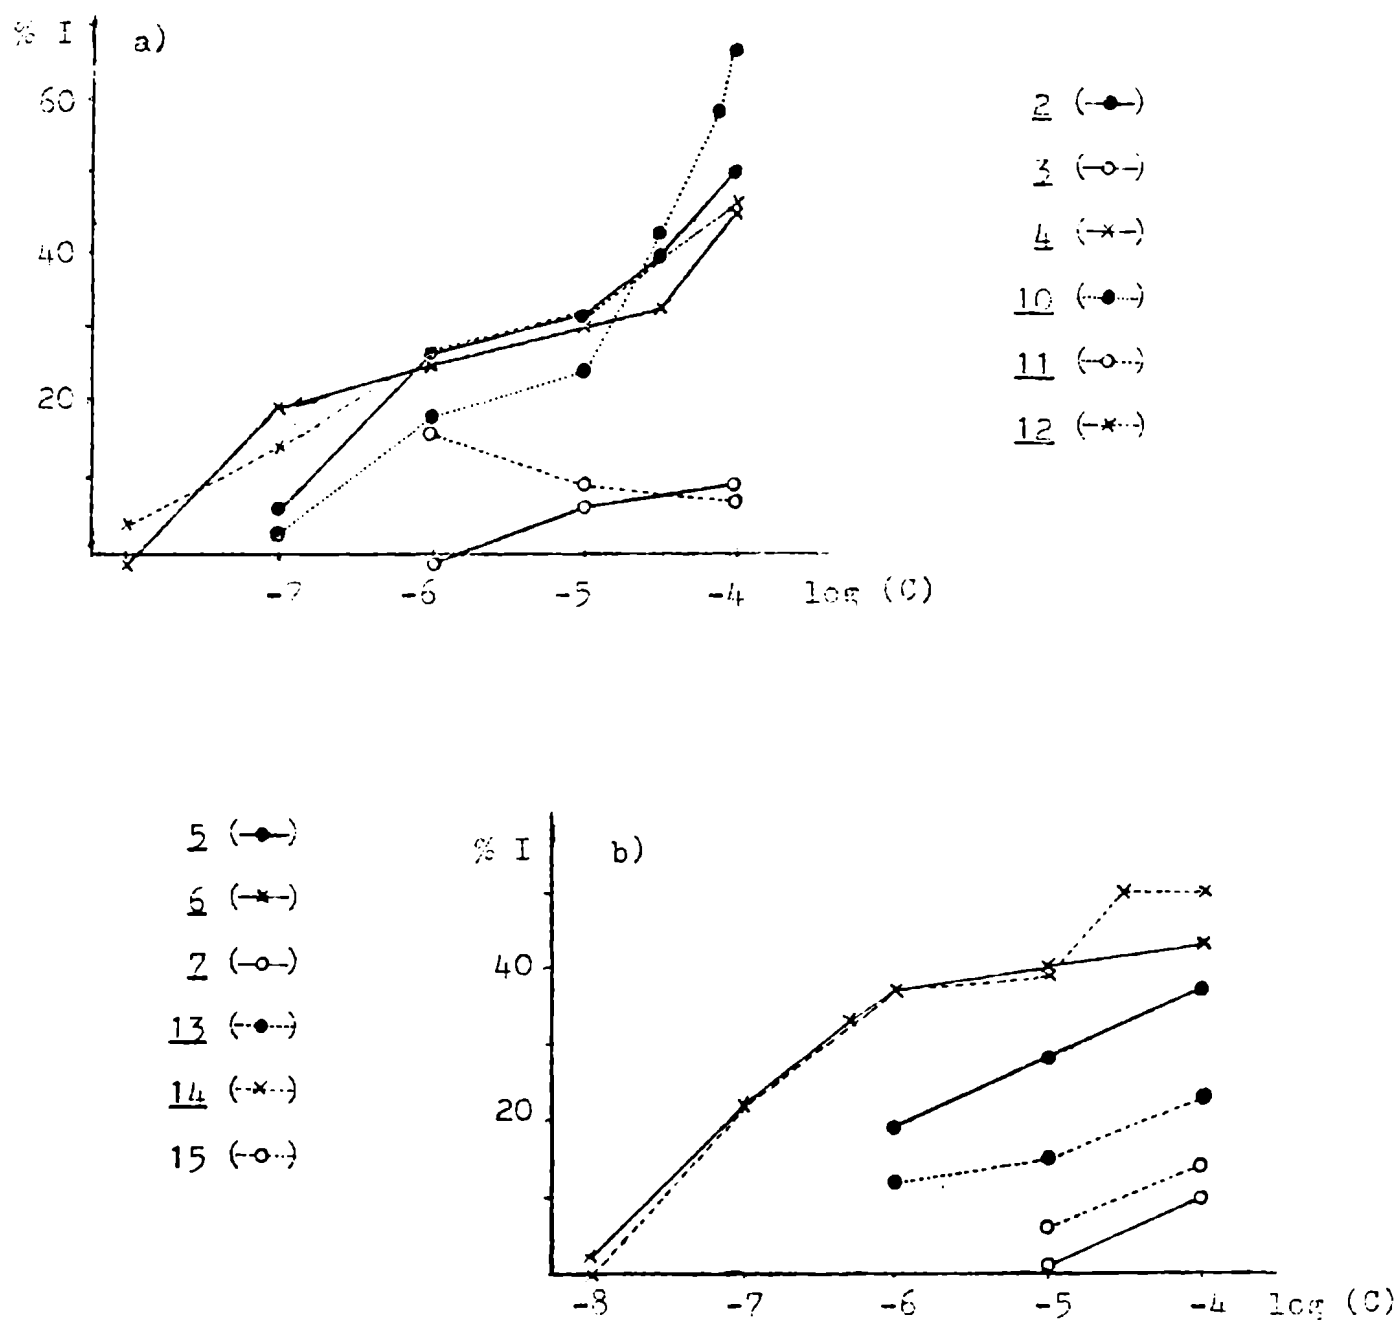 % I a)
60
40
20
-7 -6 -5 -4 log (C)
2 (—●—)
3 (—o—)
4 (—x—)
10 (···●···)
11 (--o--)
12 (--x--)
5 (—●—)
6 (—x—)
7 (—o—)
13 (--●--)
14 (--x--)
15 (--o--)
% I b)
40
20
-8 -7 -6 -5 -4 log (C)